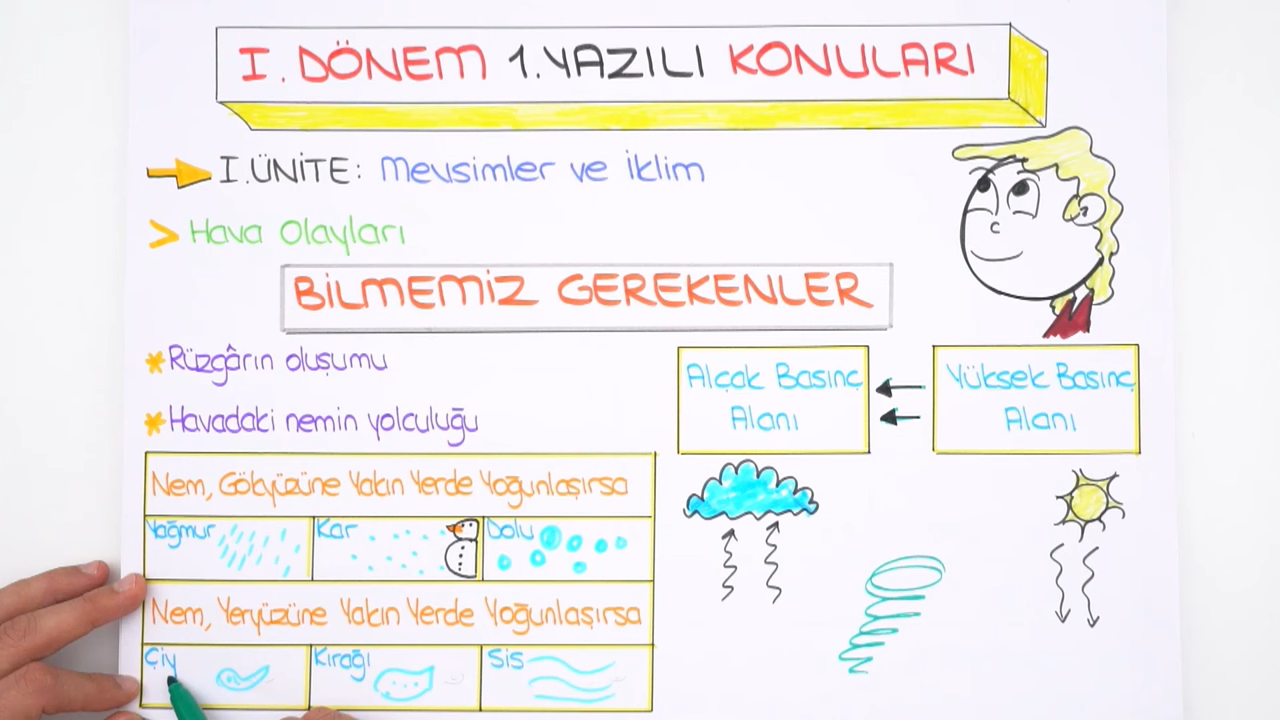 I. DÖNEM 1. YAZILI KONULARI
I. ÜNİTE: Mevsimler ve İklim
> Hava Olayları
BİLMEMİZ GEREKENLER
* Rüzgârın oluşumu
* Havadaki nemin yolculuğu
Alçak Basınç
Alanı
Yüksek Basınç
Alanı
Nem, Gökyüzüne Yakın Yerde Yoğunlaşırsa
Yağmur
Kar
Dolu
Nem, Yeryüzüne Yakın Yerde Yoğunlaşırsa
Çiy
Kırağı
Sis